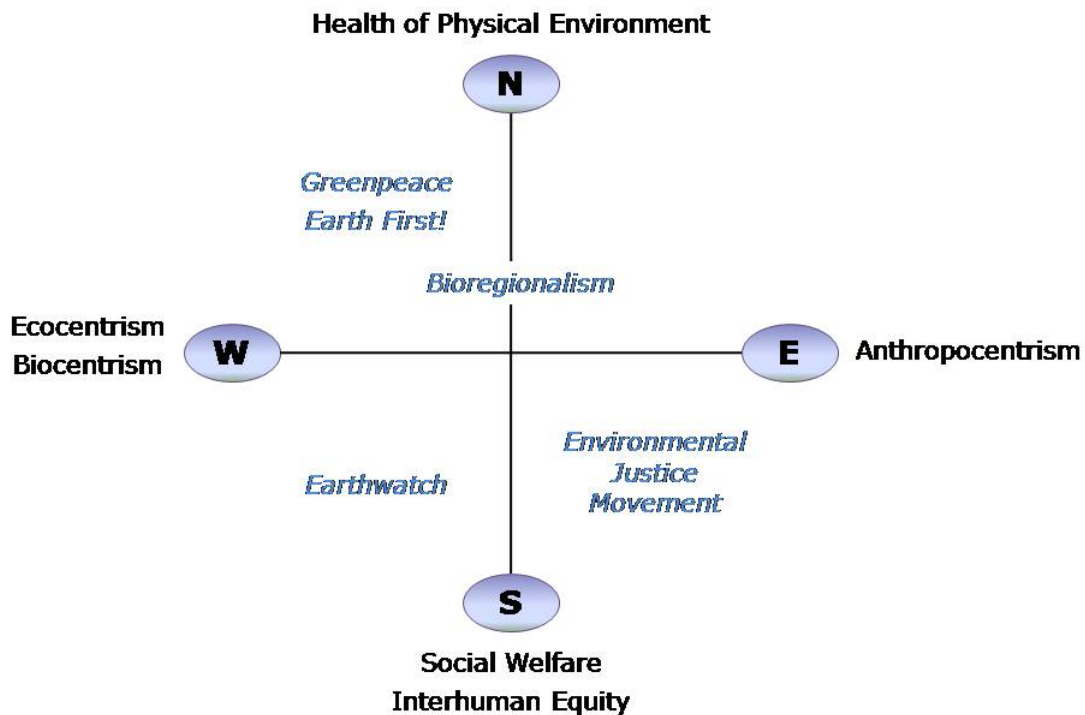 Health of Physical Environment
N
Greenpeace
Earth First!
Bioregionalism
Ecocentrism
Biocentrism
W
E
Anthropocentrism
Earthwatch
Environmental
Justice
Movement
S
Social Welfare
Interhuman Equity